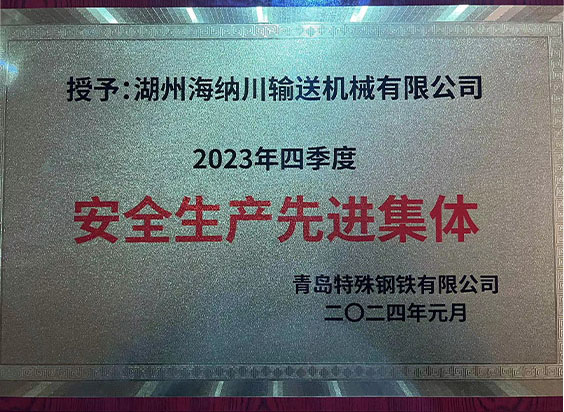 授予：湖州海纳川输送机械有限公司
2023年四季度
安全生产先进集体
青岛特殊钢铁有限公司
二〇二四年元月